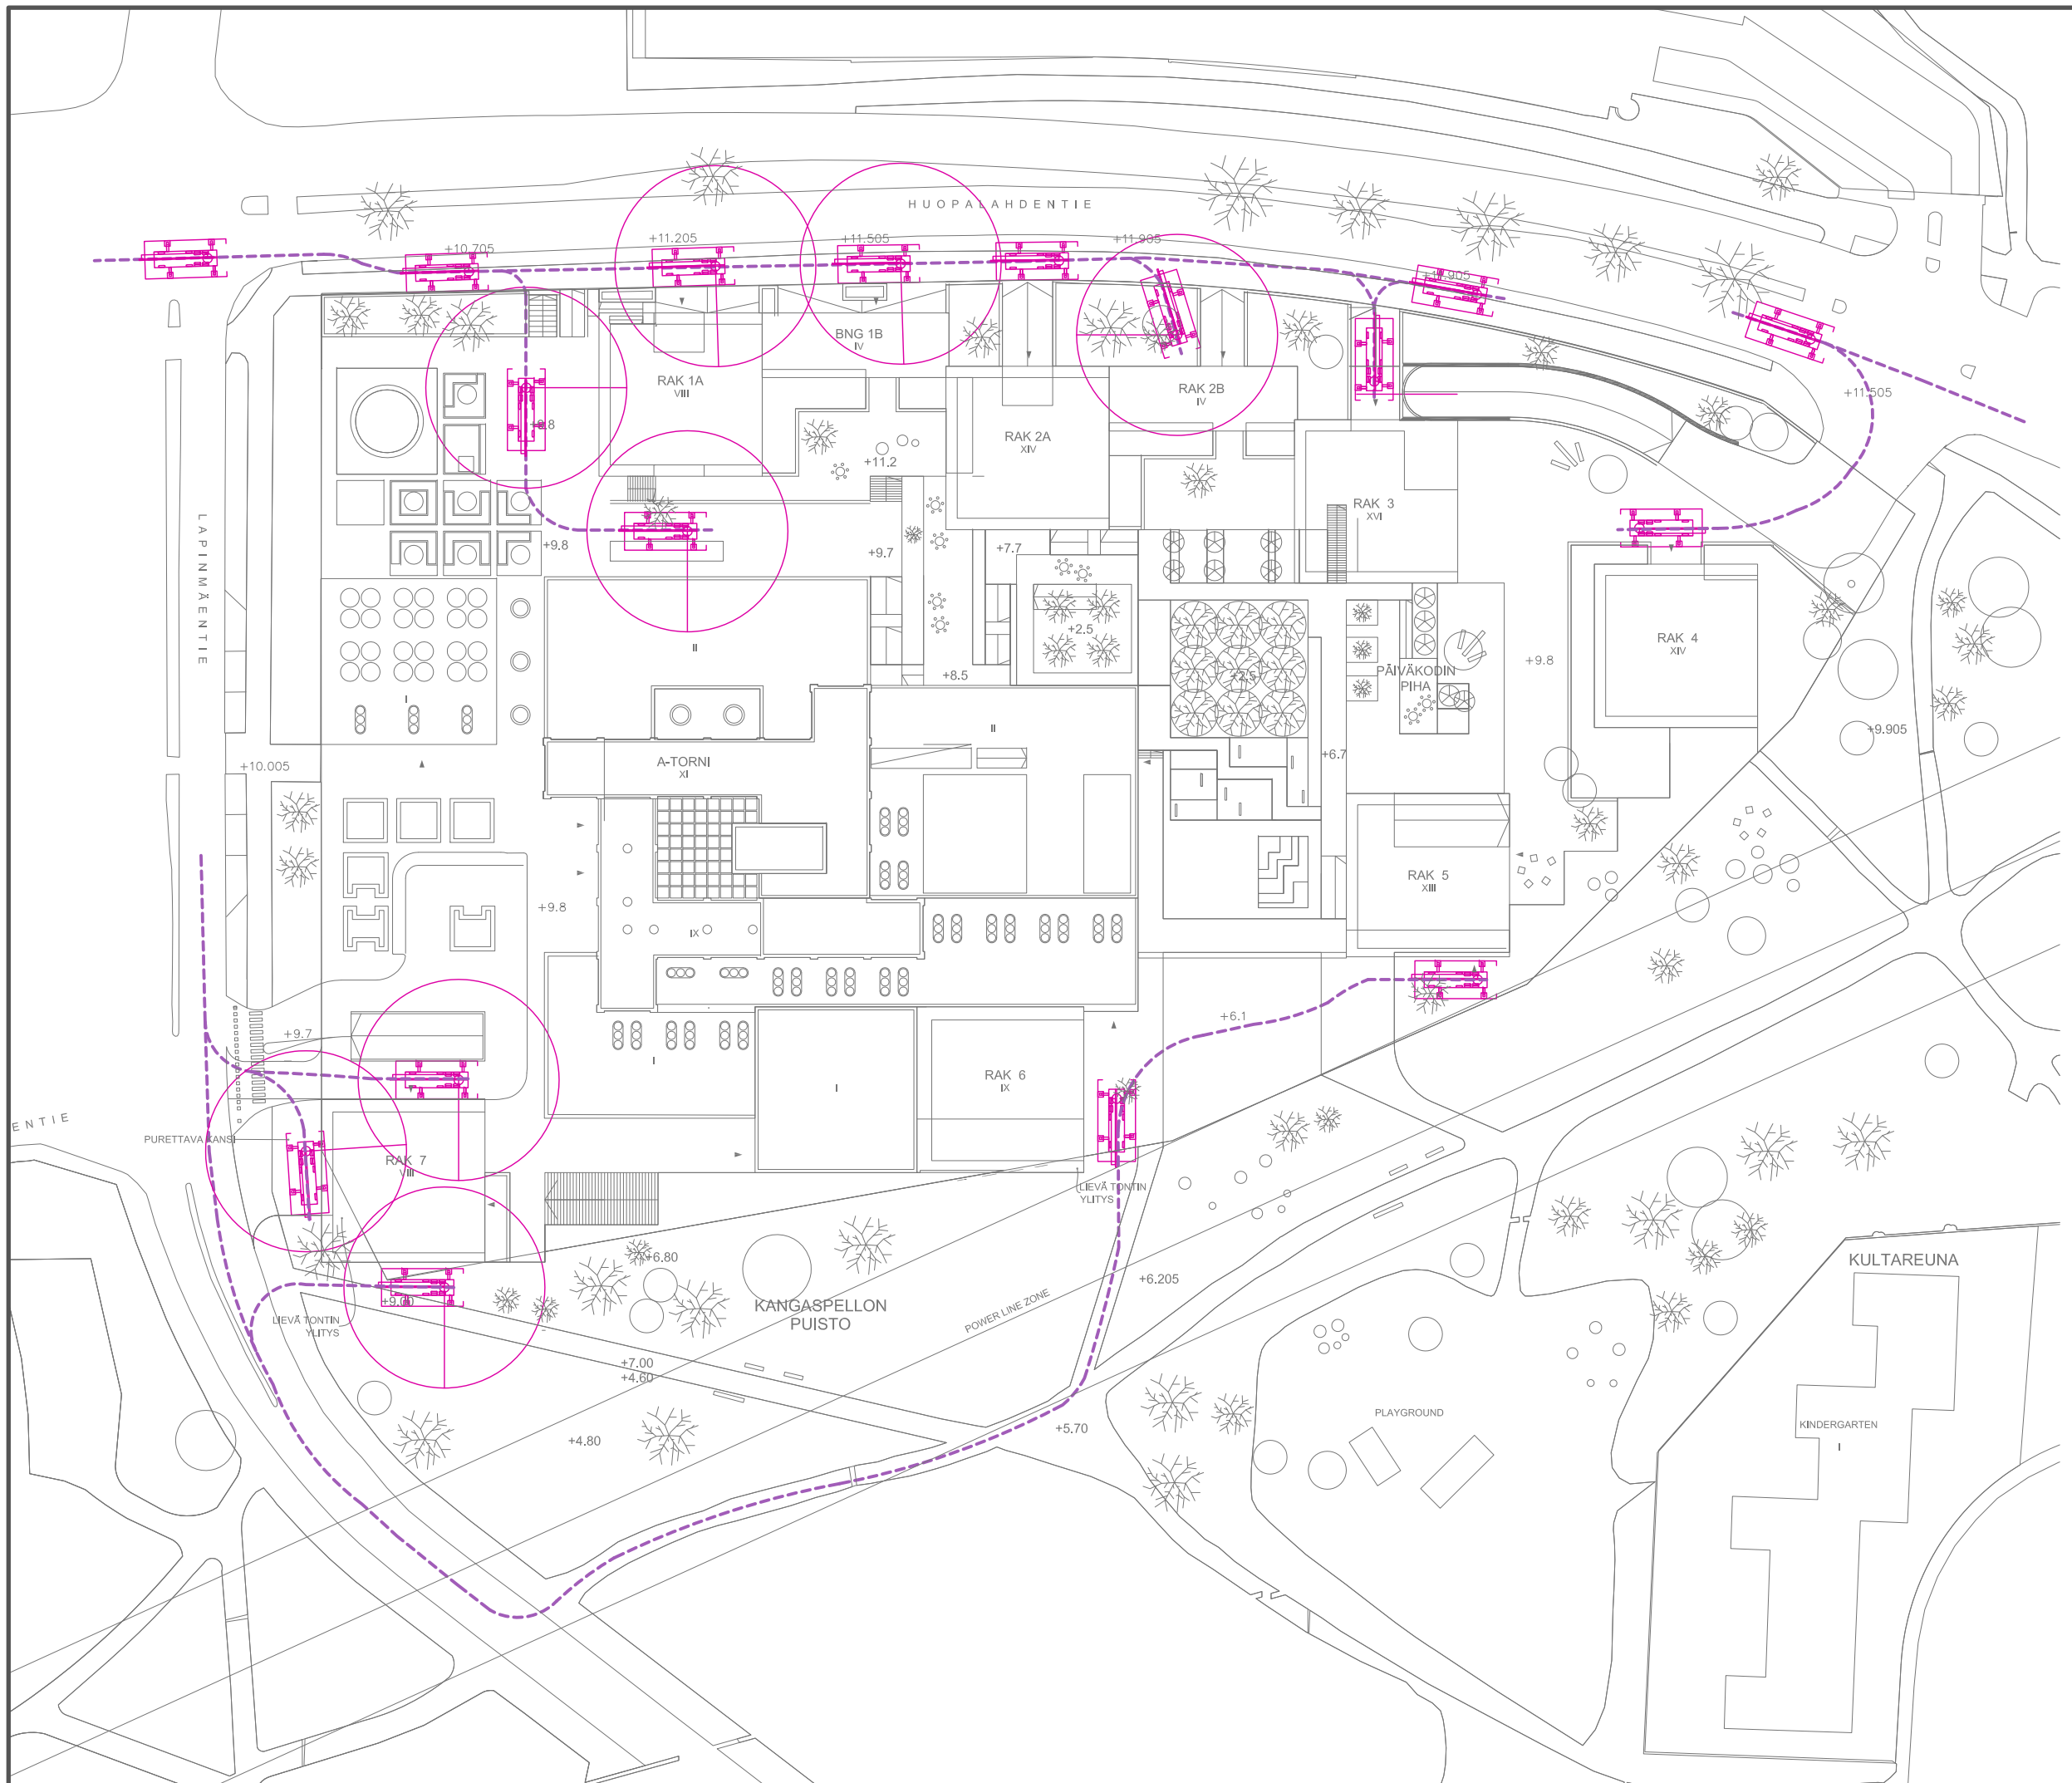 HUOPALAHDENTIE
+10.705
+11.205
+11.505
+11.905
+11.505
BNG 1B
IV
RAK 1A
VIII
RAK 2B
IV
RAK 2A
XIV
+11.2
RAK 3
XVI
LAPINMÄENTIE
+9.8
+9.7
+7.7
+2.5
+8.5
II
I
II
PÄIVÄKODIN
PIHA
+9.8
RAK 4
XIV
+9.905
+6.7
+10.005
A-TORNI
XI
RAK 5
XIII
+9.8
IX
+9.7
+6.1
I
I
RAK 6
IX
ENTIE
PURETTAVA KANSI
RAK 7
VIII
LIEVÄ TONTIN
YLITYS
+6.80
+9.00
LIEVÄ TONTIN
YLITYS
KANGASPELLON
PUISTO
POWER LINE ZONE
+6.205
KULTAREUNA
+7.00
+4.60
+4.80
+5.70
PLAYGROUND
KINDERGARTEN
I